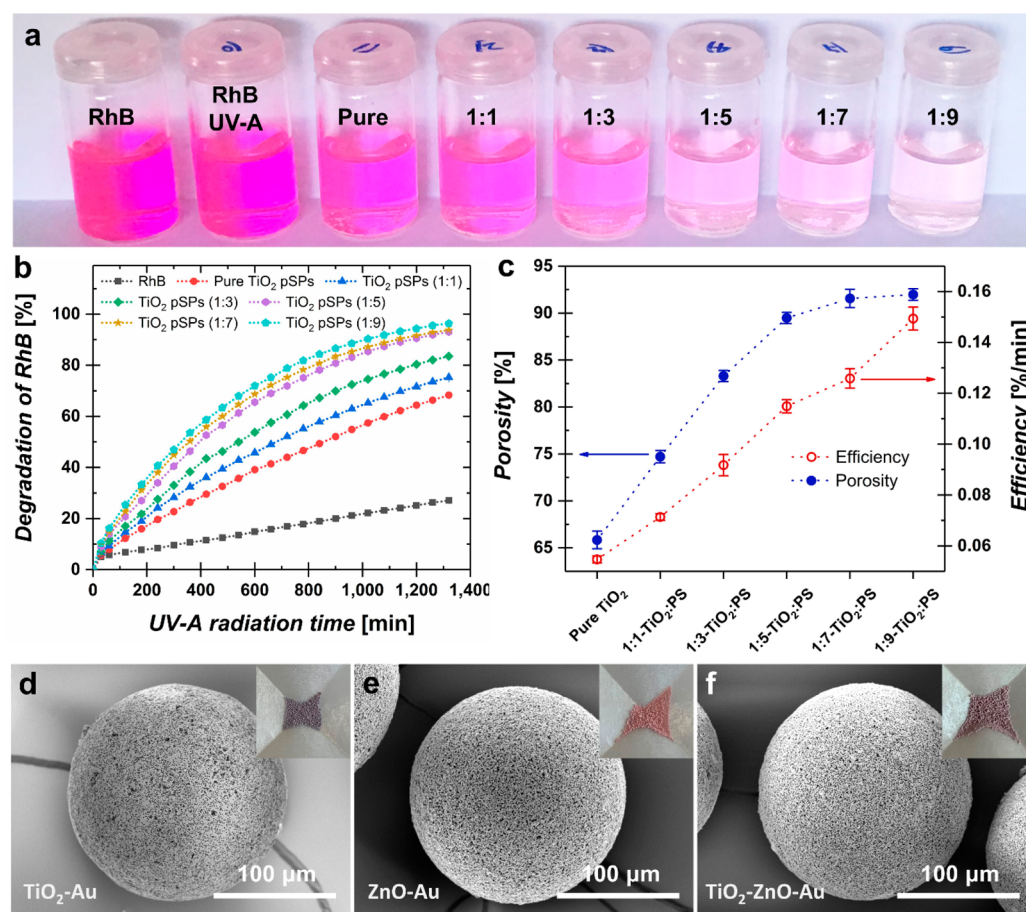 a
RhB
RhB
UV-A
Pure
1:1
1:3
1:5
1:7
1:9
b
RhB
Pure TiO₂ pSPs
TiO₂ pSPs (1:1)
TiO₂ pSPs (1:3)
TiO₂ pSPs (1:5)
TiO₂ pSPs (1:7)
TiO₂ pSPs (1:9)
Degradation of RhB [%]
100
80
60
40
20
0
0
200
400
600
800
1,000
1,200
1,400
UV-A radiation time [min]
c
Porosity [%]
95
90
85
80
75
70
65
Efficiency
Porosity
0.16
0.14
0.12
0.10
0.08
0.06
Efficiency [%/min]
Pure TiO₂
1:1-TiO₂:PS
1:3-TiO₂:PS
1:5-TiO₂:PS
1:7-TiO₂:PS
1:9-TiO₂:PS
d
TiO₂-Au
100 µm
e
ZnO-Au
100 µm
f
TiO₂-ZnO-Au
100 µm